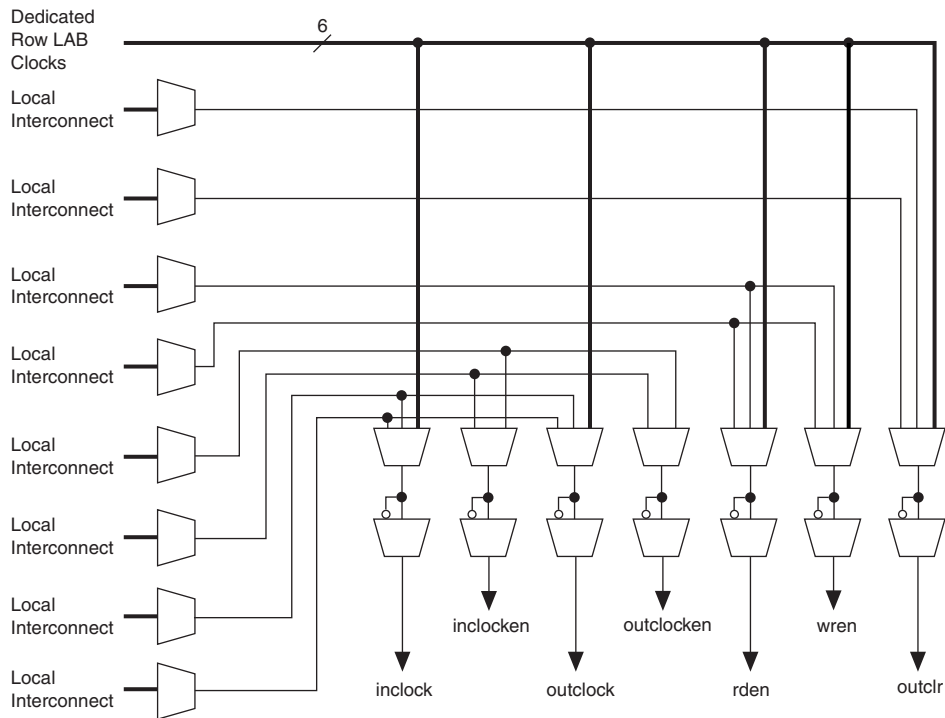 Dedicated
Row LAB
Clocks
6
Local
Interconnect
Local
Interconnect
Local
Interconnect
Local
Interconnect
Local
Interconnect
Local
Interconnect
Local
Interconnect
Local
Interconnect
inclocken
outclocken
wren
inclock
outclock
rden
outclr